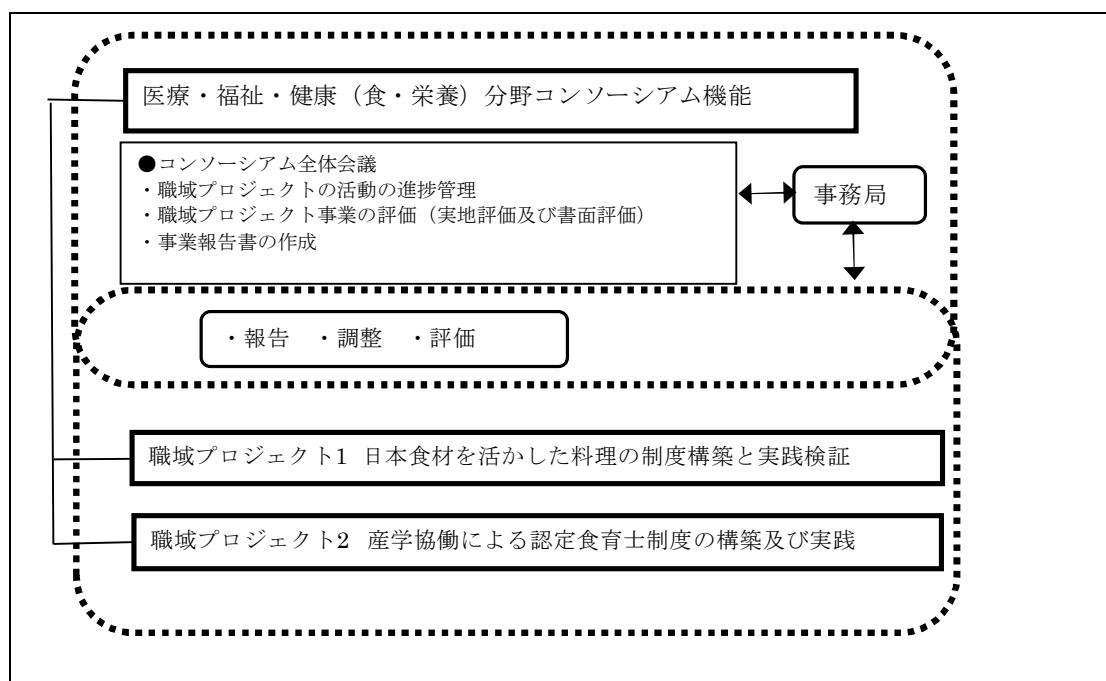 医療・福祉・健康（食・栄養）分野コンソーシアム機能
●コンソーシアム全体会議
・職域プロジェクトの活動の進捗管理
・職域プロジェクト事業の評価（実地評価及び書面評価）
・事業報告書の作成
事務局
・報告　・調整　・評価
職域プロジェクト1 日本食材を活かした料理の制度構築と実践検証
職域プロジェクト2 産学協働による認定食育士制度の構築及び実践